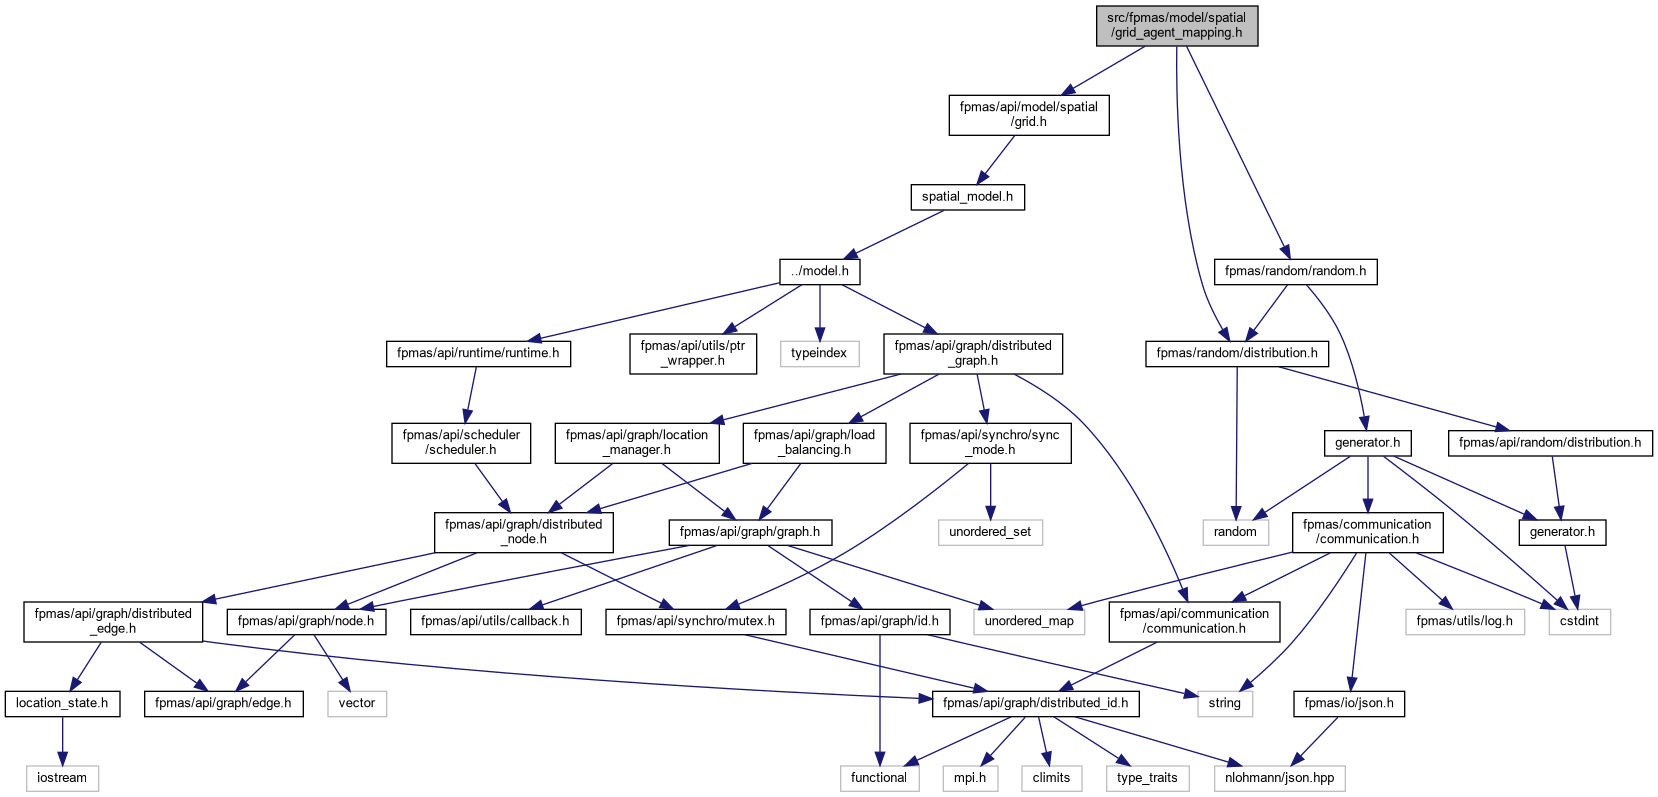 src/fpmas/model/spatial
/grid_agent_mapping.h
fpmas/api/model/spatial
/grid.h
spatial_model.h
../model.h
fpmas/random/random.h
fpmas/api/runtime/runtime.h
fpmas/api/utils/ptr
_wrapper.h
typeindex
fpmas/api/graph/distributed
_graph.h
fpmas/random/distribution.h
fpmas/api/scheduler
/scheduler.h
fpmas/api/graph/location
_manager.h
fpmas/api/graph/load
_balancing.h
fpmas/api/synchro/sync
_mode.h
generator.h
fpmas/api/random/distribution.h
fpmas/api/graph/distributed
_node.h
fpmas/api/graph/graph.h
unordered_set
random
fpmas/communication
/communication.h
generator.h
fpmas/api/graph/distributed
_edge.h
fpmas/api/graph/node.h
fpmas/api/utils/callback.h
fpmas/api/synchro/mutex.h
fpmas/api/graph/id.h
unordered_map
fpmas/api/communication
/communication.h
fpmas/utils/log.h
cstdint
location_state.h
fpmas/api/graph/edge.h
vector
fpmas/api/graph/distributed_id.h
string
fpmas/io/json.h
iostream
functional
mpi.h
climits
type_traits
nlohmann/json.hpp